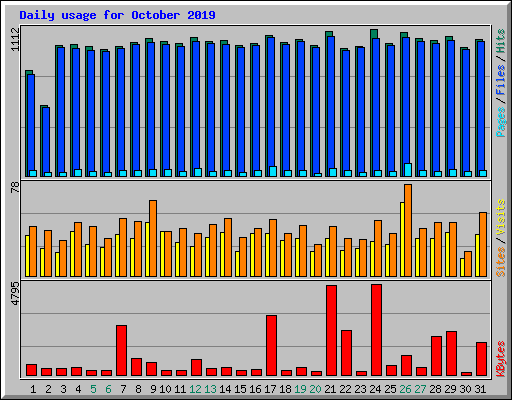 Daily usage for October 2019
1112
78
4795
Pages / Files / Hits
Sites / Visits
KBytes
1 2 3 4 5 6 7 8 9 10 11 12 13 14 15 16 17 18 19 20 21 22 23 24 25 26 27 28 29 30 31